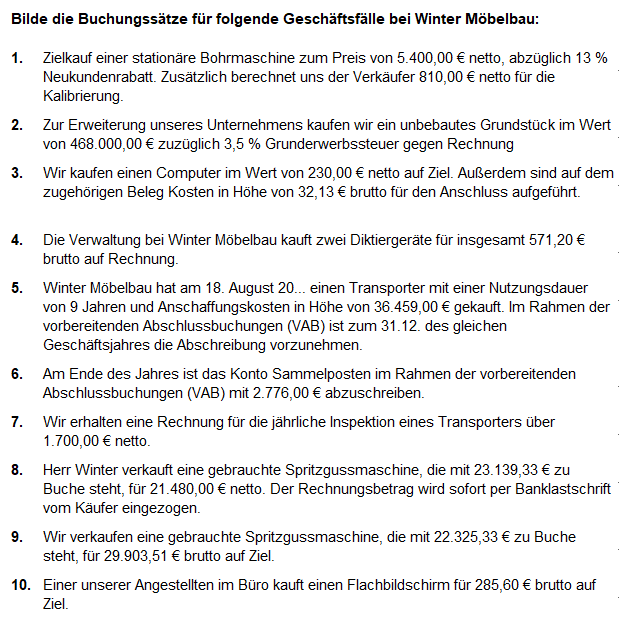 Bilde die Buchungssätze für folgende Geschäftsfälle bei Winter Möbelbau:
1. Zielkauf einer stationäre Bohrmaschine zum Preis von 5.400,00 € netto, abzüglich 13 %
Neukundenrabatt. Zusätzlich berechnet uns der Verkäufer 810,00 € netto für die
Kalibrierung.
2. Zur Erweiterung unseres Unternehmens kaufen wir ein unbebautes Grundstück im Wert
von 468.000,00 € zuzüglich 3,5 % Grunderwerbssteuer gegen Rechnung
3. Wir kaufen einen Computer im Wert von 230,00 € netto auf Ziel. Außerdem sind auf dem
zugehörigen Beleg Kosten in Höhe von 32,13 € brutto für den Anschluss aufgeführt.
4. Die Verwaltung bei Winter Möbelbau kauft zwei Diktiergeräte für insgesamt 571,20 €
brutto auf Rechnung.
5. Winter Möbelbau hat am 18. August 20... einen Transporter mit einer Nutzungsdauer
von 9 Jahren und Anschaffungskosten in Höhe von 36.459,00 € gekauft. Im Rahmen der
vorbereitenden Abschlussbuchungen (VAB) ist zum 31.12. des gleichen
Geschäftsjahres die Abschreibung vorzunehmen.
6. Am Ende des Jahres ist das Konto Sammelposten im Rahmen der vorbereitenden
Abschlussbuchungen (VAB) mit 2.776,00 € abzuschreiben.
7. Wir erhalten eine Rechnung für die jährliche Inspektion eines Transporters über
1.700,00 € netto.
8. Herr Winter verkauft eine gebrauchte Spritzgussmaschine, die mit 23.139,33 € zu
Buche steht, für 21.480,00 € netto. Der Rechnungsbetrag wird sofort per Banklastschrift
vom Käufer eingezogen.
9. Wir verkaufen eine gebrauchte Spritzgussmaschine, die mit 22.325,33 € zu Buche
steht, für 29.903,51 € brutto auf Ziel.
10. Einer unserer Angestellten im Büro kauft einen Flachbildschirm für 285,60 € brutto auf
Ziel.